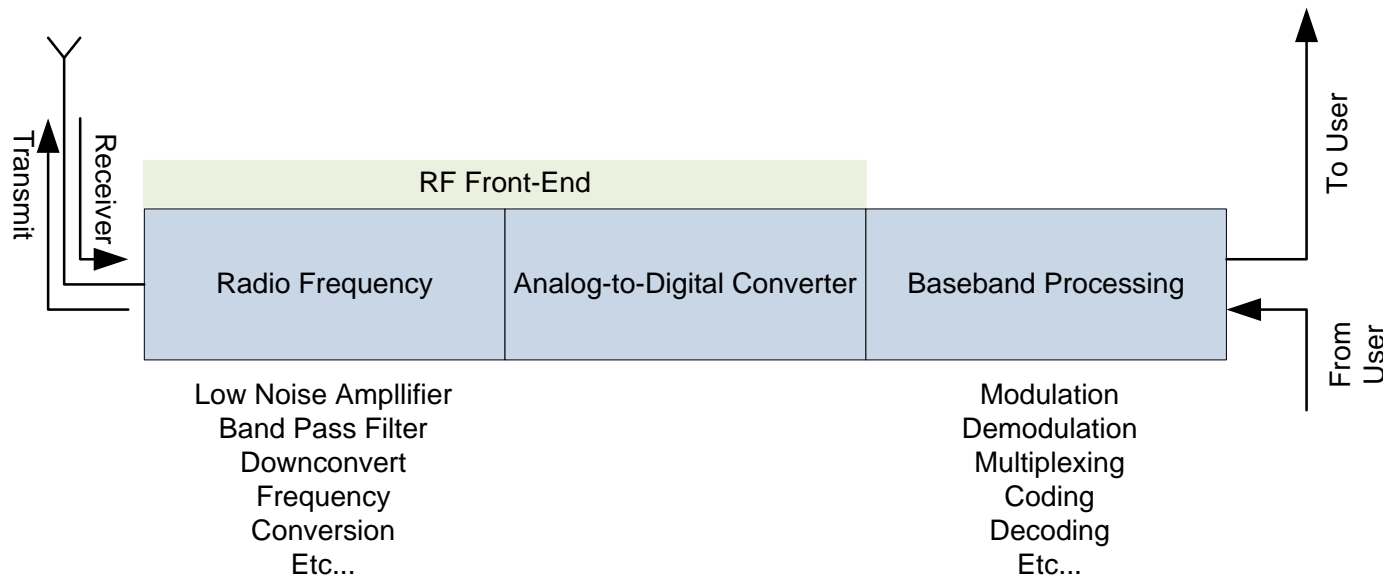 Transmit
Receiver
RF Front-End
Radio Frequency
Analog-to-Digital Converter
Baseband Processing
To User
From
User
Low Noise Ampllifier
Band Pass Filter
Downconvert
Frequency
Conversion
Etc...
Modulation
Demodulation
Multiplexing
Coding
Decoding
Etc...